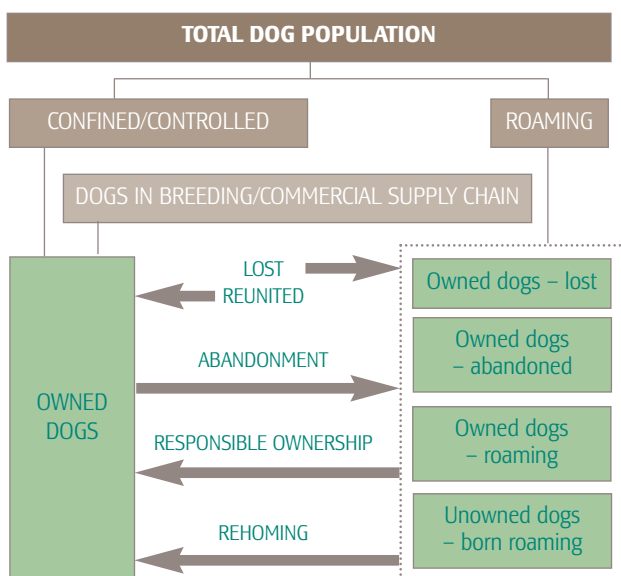 TOTAL DOG POPULATION
CONFINED/CONTROLLED
ROAMING
DOGS IN BREEDING/COMMERCIAL SUPPLY CHAIN
OWNED
DOGS
LOST
REUNITED
Owned dogs – lost
ABANDONMENT
Owned dogs
– abandoned
RESPONSIBLE OWNERSHIP
Owned dogs
– roaming
REHOMING
Unowned dogs
– born roaming